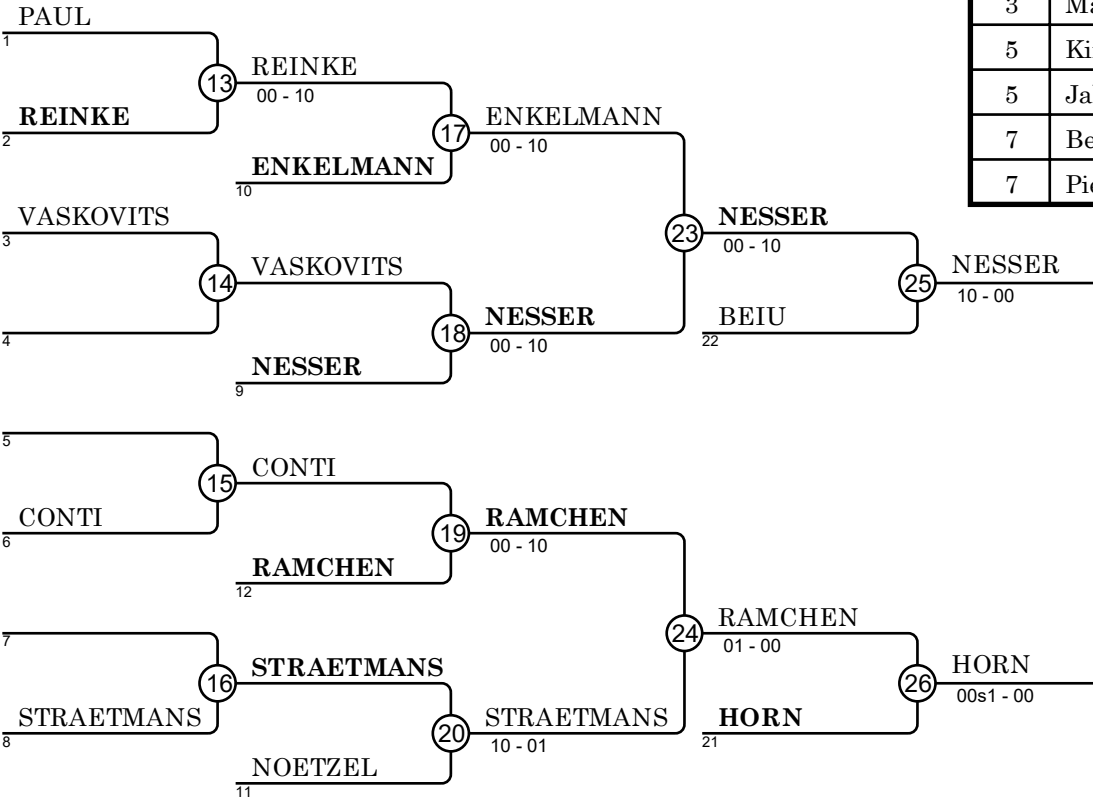 PAUL
1
13
REINKE
00 - 10
REINKE
2
17
ENKELMANN
00 - 10
ENKELMANN
10
VASKOVITS
3
14
VASKOVITS
4
18
NESSER
00 - 10
NESSER
9
23
NESSER
00 - 10
BEIU
22
25
NESSER
10 - 00
5
15
CONTI
CONTI
6
19
RAMCHEN
00 - 10
RAMCHEN
12
7
16
STRAETMANS
STRAETMANS
8
20
STRAETMANS
10 - 01
NOETZEL
11
24
RAMCHEN
01 - 00
HORN
21
26
HORN
00s1 - 00
3
5
5
7
7